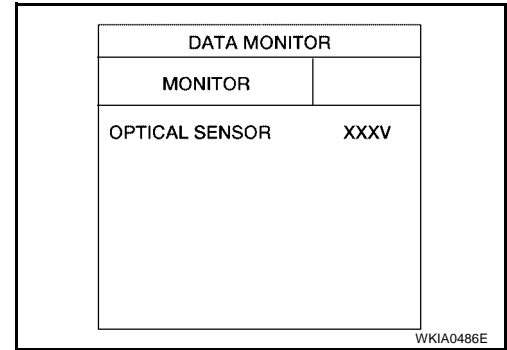 DATA MONITOR
MONITOR
OPTICAL SENSOR XXXV
WKIA0486E